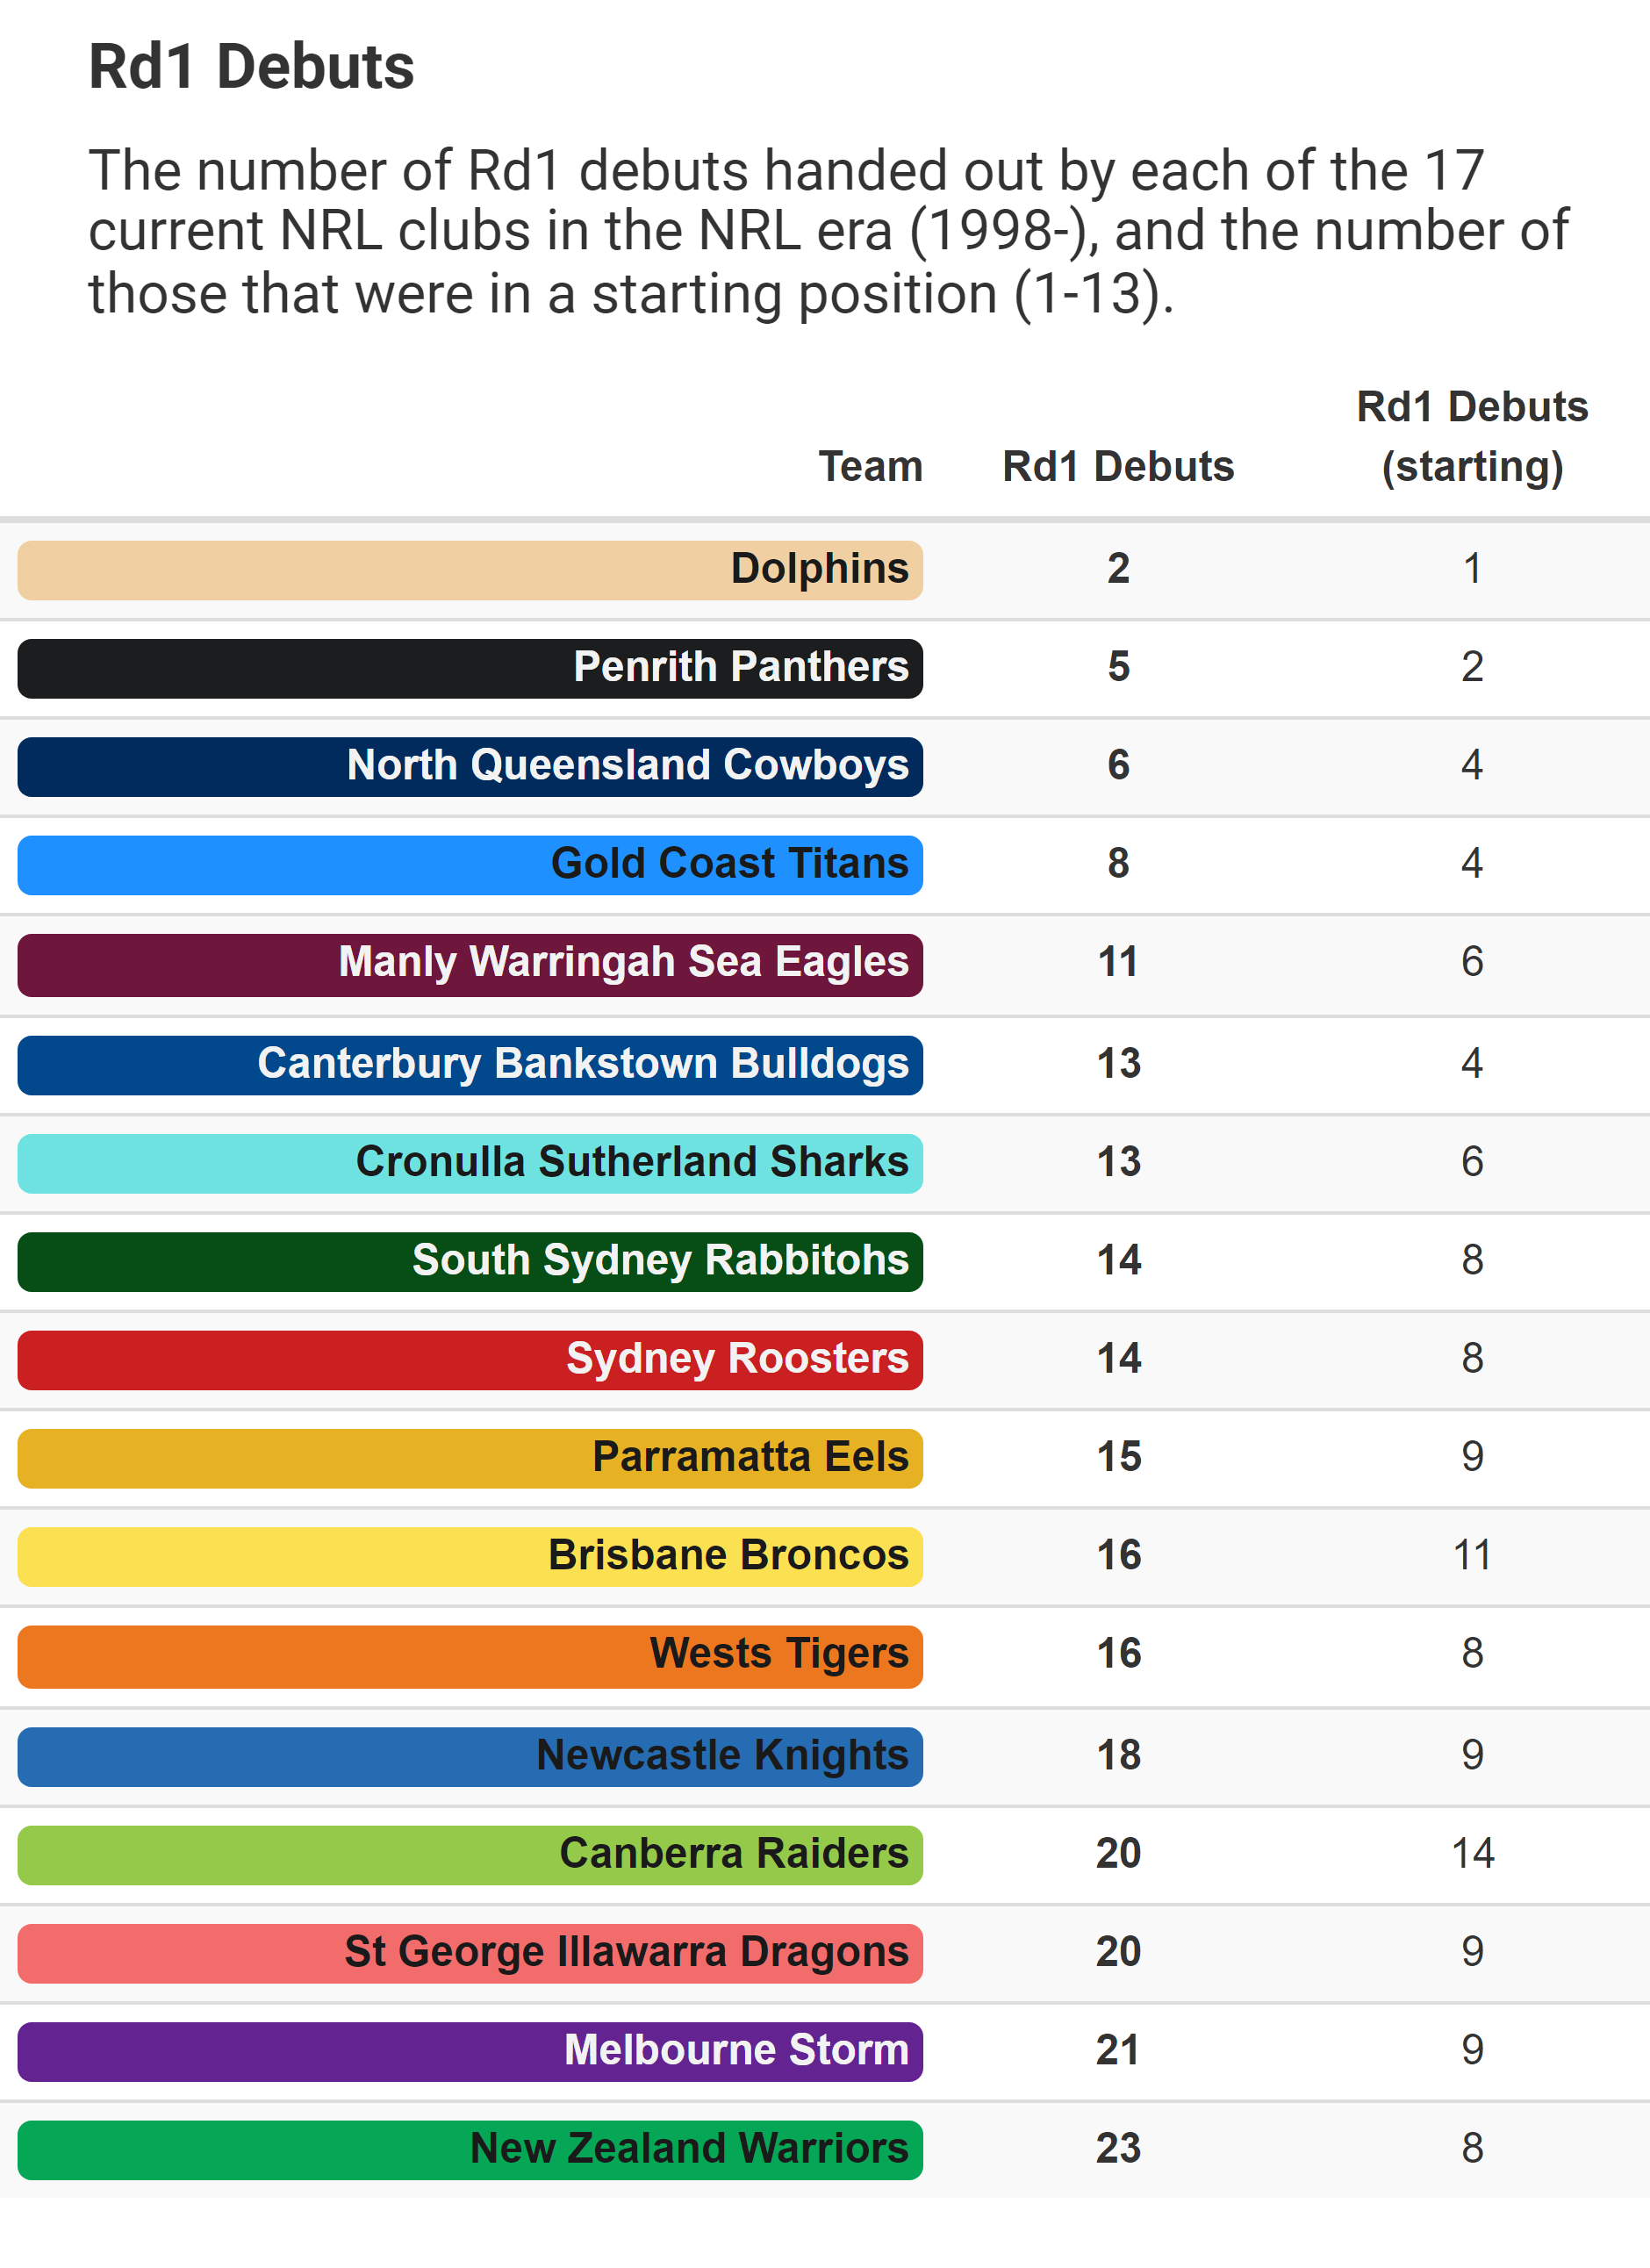 Rd1 Debuts
The number of Rd1 debuts handed out by each of the 17
current NRL clubs in the NRL era (1998-), and the number of
those that were in a starting position (1-13).
Team Rd1 Debuts Rd1 Debuts (starting)
Dolphins 2 1
Penrith Panthers 5 2
North Queensland Cowboys 6 4
Gold Coast Titans 8 4
Manly Warringah Sea Eagles 11 6
Canterbury Bankstown Bulldogs 13 4
Cronulla Sutherland Sharks 13 6
South Sydney Rabbitohs 14 8
Sydney Roosters 14 8
Parramatta Eels 15 9
Brisbane Broncos 16 11
Wests Tigers 16 8
Newcastle Knights 18 9
Canberra Raiders 20 14
St George Illawarra Dragons 20 9
Melbourne Storm 21 9
New Zealand Warriors 23 8